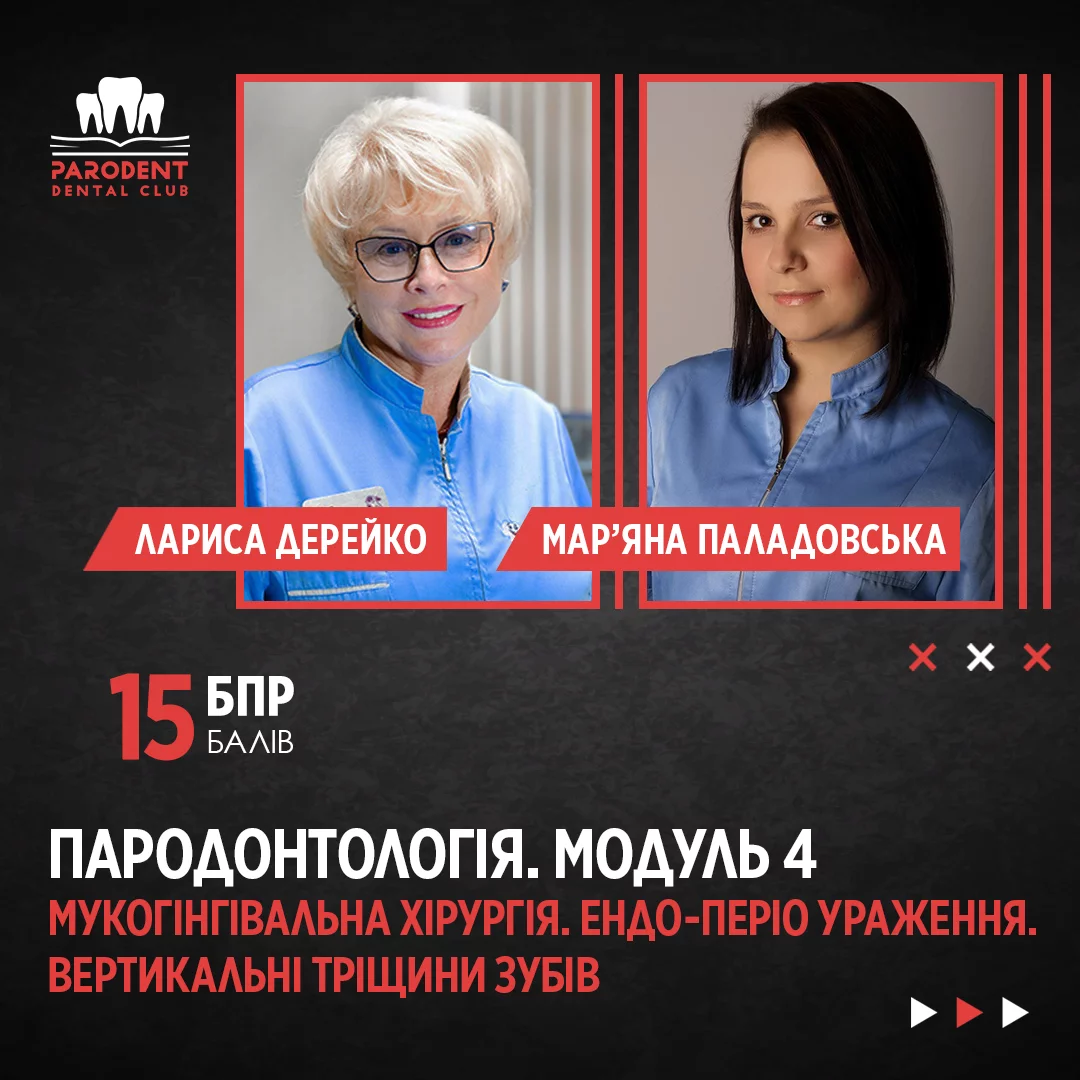 PARODENT
DENTAL CLUB
ЛАРИСА ДЕРЕЙКО
МАР’ЯНА ПАЛАДОВСЬКА
15 БПР
БАЛІВ
ПАРОДОНТОЛОГІЯ. МОДУЛЬ 4
МУКОГІНГІВАЛЬНА ХІРУРГІЯ. ЕНДО-ПЕРІО УРАЖЕННЯ.
ВЕРТИКАЛЬНІ ТРІЩИНИ ЗУБІВ